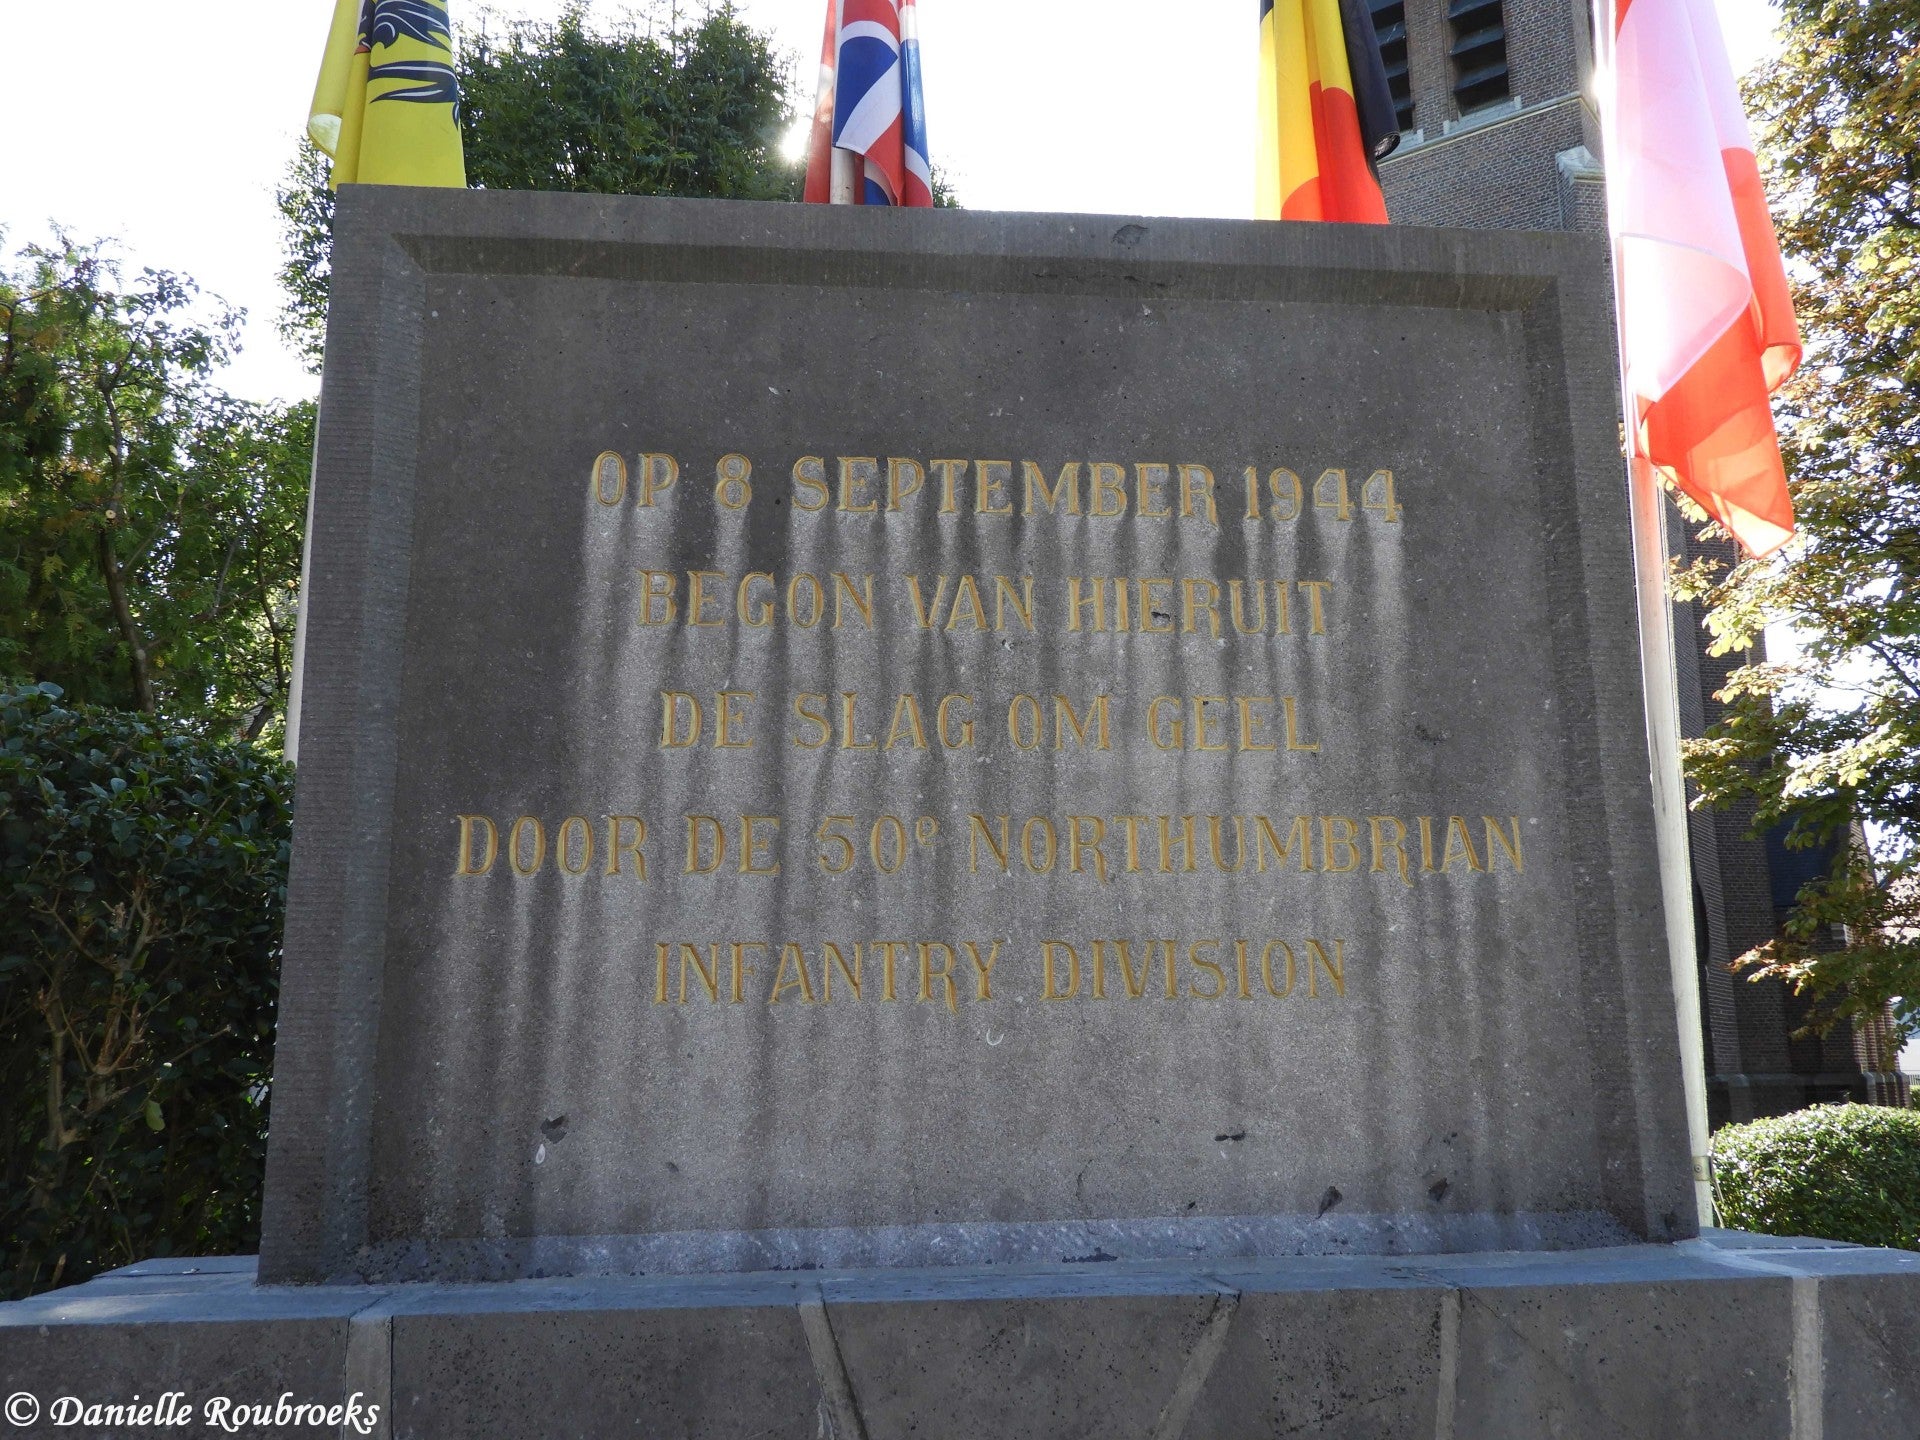 OP 8 SEPTEMBER 1944
BEGON VAN HIERUIT
DE SLAG OM GEEL
DOOR DE 50e NORTHUMBRIAN
INFANTRY DIVISION
© Danielle Roubroeks